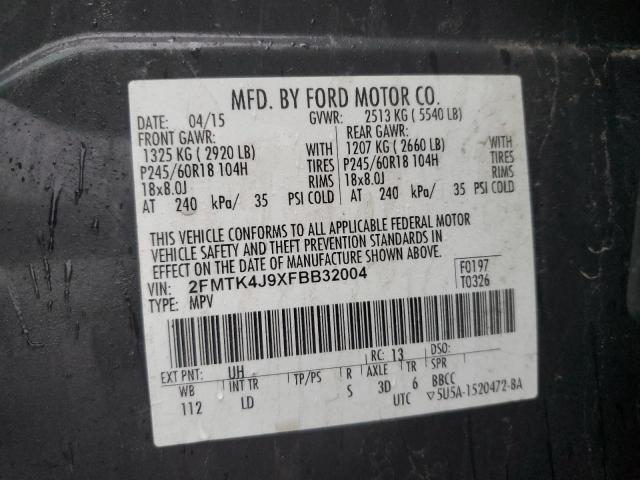 MFD. BY FORD MOTOR CO.
DATE: 04/15 GVWR: 2513 KG ( 5540 LB)
FRONT GAWR: REAR GAWR:
1325 KG ( 2920 LB) WITH 1207 KG ( 2660 LB) WITH
P245/60R18 104H TIRES P245/60R18 104H TIRES
18x8.0J RIMS 18x8.0J RIMS
AT 240 kPa/ 35 PSI COLD AT 240 kPa/ 35 PSI COLD
THIS VEHICLE CONFORMS TO ALL APPLICABLE FEDERAL MOTOR
VEHICLE SAFETY AND THEFT PREVENTION STANDARDS IN
EFFECT ON THE DATE OF MANUFACTURE SHOWN ABOVE.
VIN: 2FMTK4J9XFBB32004 F0197
TYPE: MPV T0326
EXT PNT: UH RC: 13 DSO:
WB INT TR TP/PS R AXLE TR SPR
112 LD S 3D 6 BBCC
UTC ▽5U5A-1520472-BA